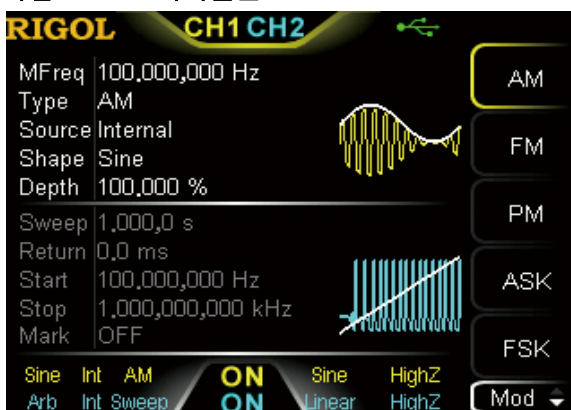 RIGOL CH1 CH2
MFreq 100.000,000 Hz
Type AM
Source Internal
Shape Sine
Depth 100.000 %
Sweep 1.000,0 s
Return 0.0 ms
Start 100.000,000 Hz
Stop 1.000,000,000 kHz
Mark OFF
Sine Int AM ON Sine HighZ
Arb Int Sweep ON Linear HighZ
AM
FM
PM
ASK
FSK
Mod